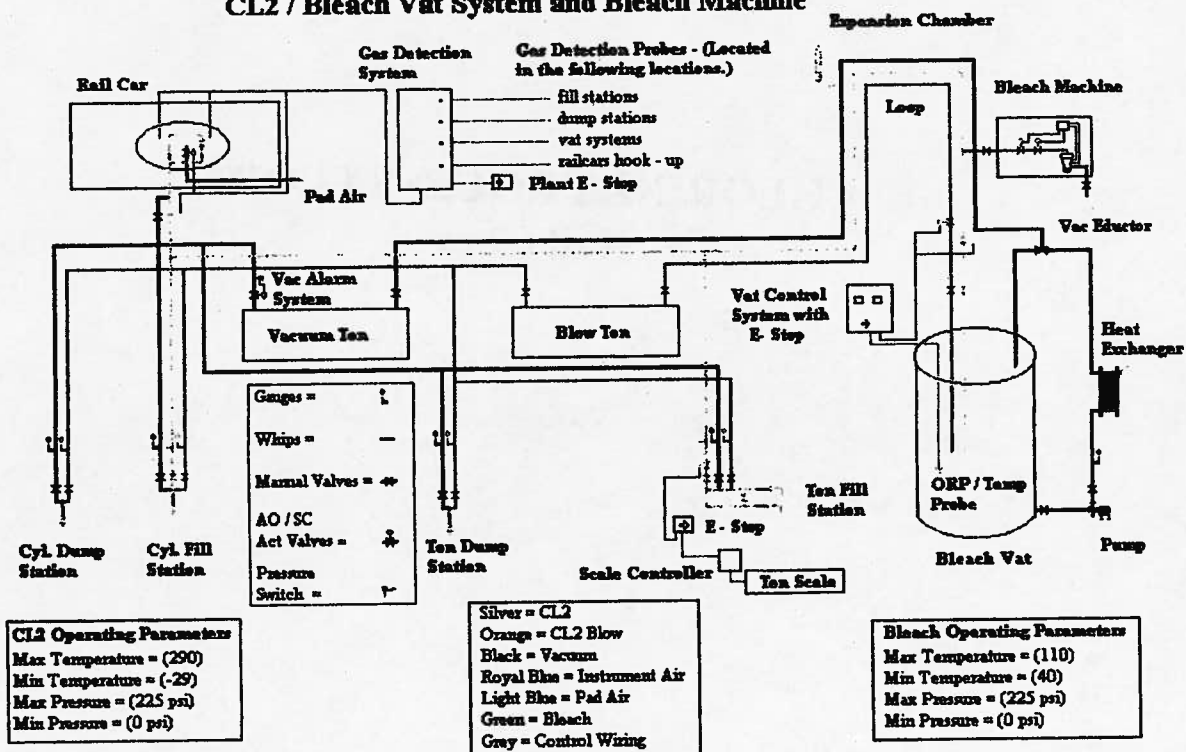 CL2 / Bleach Vat System and Bleach Machine
Expansion Chamber
Gas Detection
System
Gas Detection Probes - (Located
in the following locations.)
Rail Car
fill stations
dump stations
vat systems
railcars hook - up
Plant E - Stop
Pad Air
Loop
Bleach Machine
Vac Eductor
Vac Alarm
System
Vacuum Ton
Blow Ton
Vat Control
System with
E- Stop
Heat
Exchanger
Gauges =
Whips =
Manual Valves =
AO / SC
Act Valves =
Pressure
Switch =
Cyl. Dump
Station
Cyl. Fill
Station
Ton Dump
Station
Ton Fill
Station
E - Stop
Scale Controller
Ton Scale
ORP / Temp
Probe
Bleach Vat
Pump
CL2 Operating Parameters
Max Temperature = (290)
Min Temperature = (-29)
Max Pressure = (225 psi)
Min Pressure = (0 psi)
Silver = CL2
Orange = CL2 Blow
Black = Vacuum
Royal Blue = Instrument Air
Light Blue = Pad Air
Green = Bleach
Grey = Control Wiring
Bleach Operating Parameters
Max Temperature = (110)
Min Temperature = (40)
Max Pressure = (225 psi)
Min Pressure = (0 psi)